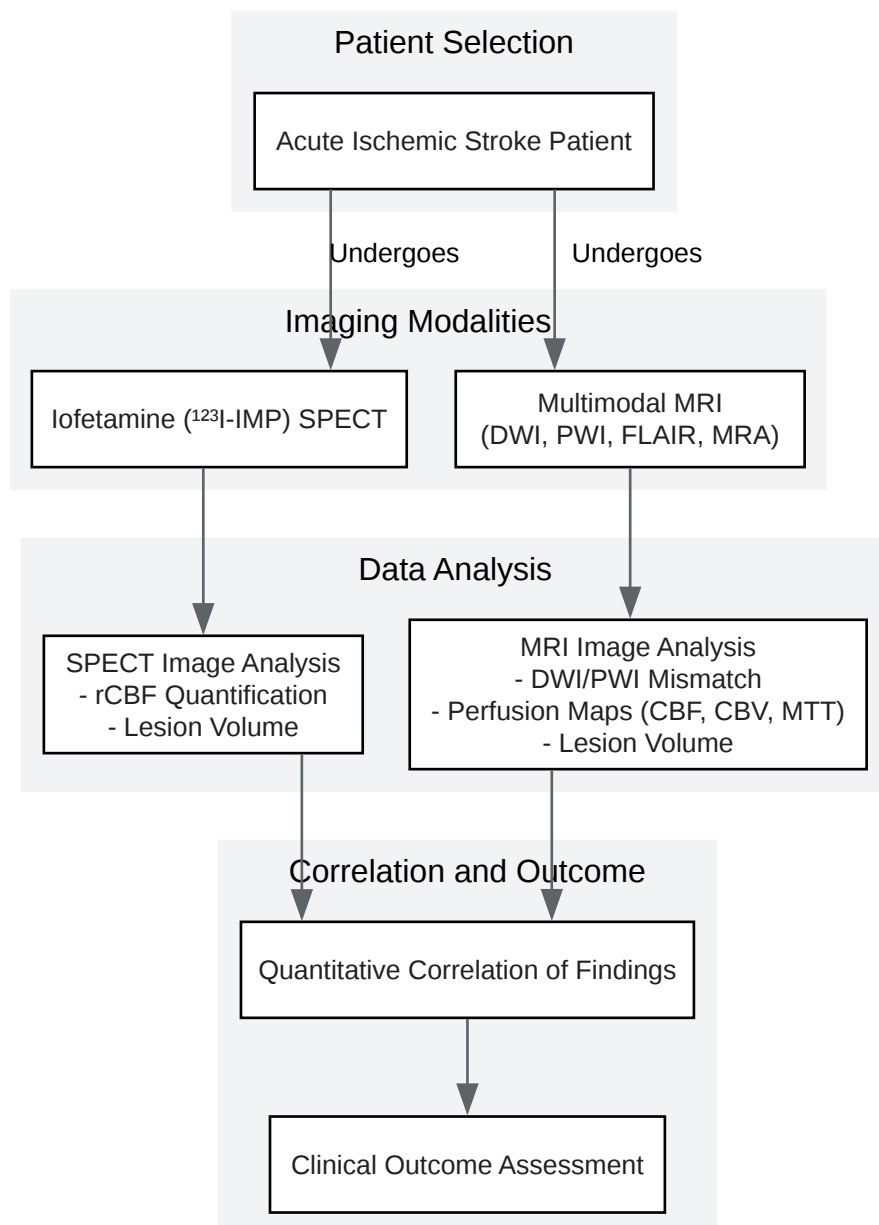 Patient Selection
Acute Ischemic Stroke Patient
Undergoes
Undergoes
Imaging Modalities
Iofetamine (¹²³I-IMP) SPECT
Multimodal MRI
(DWI, PWI, FLAIR, MRA)
Data Analysis
SPECT Image Analysis
- rCBF Quantification
- Lesion Volume
MRI Image Analysis
- DWI/PWI Mismatch
- Perfusion Maps (CBF, CBV, MTT)
- Lesion Volume
Correlation and Outcome
Quantitative Correlation of Findings
Clinical Outcome Assessment